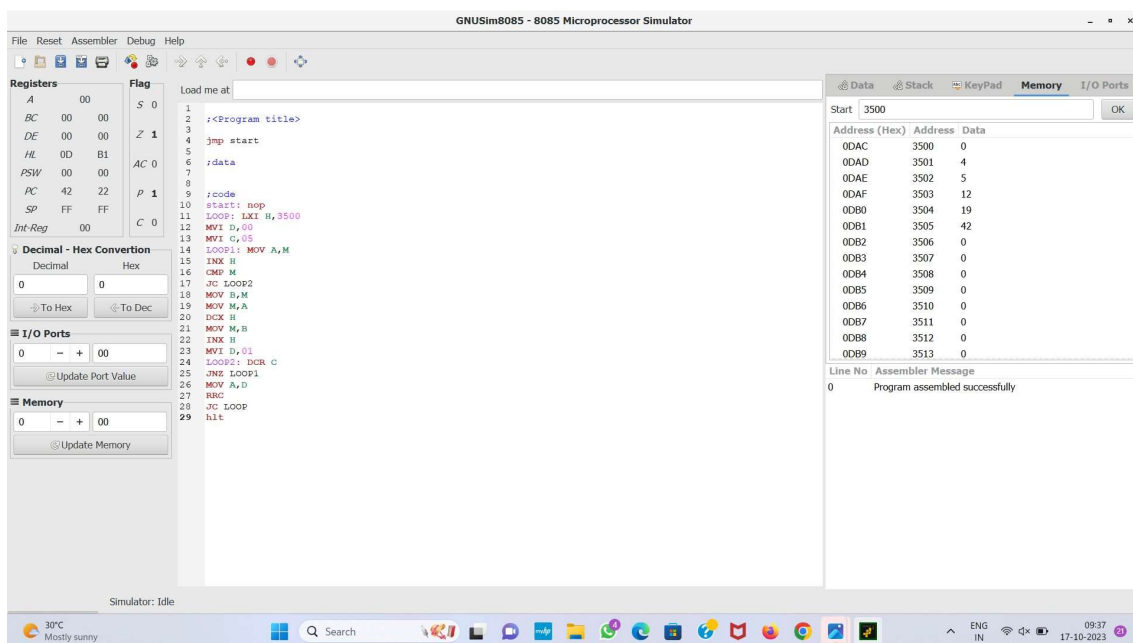 GNUSim8085 - 8085 Microprocessor Simulator
File Reset Assembler Debug Help
Registers
A 00
BC 00 00
DE 00 00
HL 0D B1
PSW 00 00
PC 42 22
SP FF FF
Int-Reg 00
Flag
S 0
Z 1
AC 0
P 1
C 0
Decimal - Hex Convertion
Decimal Hex
0 0
To Hex To Dec
I/O Ports
0 - + 00
Update Port Value
Memory
0 - + 00
Update Memory
Load me at
1
2 ;<Program title>
3
4 jmp start
5
6 ;data
7
8
9 ;code
10 start: nop
11 LOOP: LXI H,3500
12 MVI D,00
13 MVI C,05
14 LOOP1: MOV A,M
15 INX H
16 CMP M
17 JC LOOP2
18 MOV B,M
19 MOV M,A
20 DCX H
21 MOV M,B
22 INX H
23 MVI D,01
24 LOOP2: DCR C
25 JNZ LOOP1
26 MOV A,D
27 RRC
28 JC LOOP
29 hlt
Data Stack KeyPad Memory I/O Ports
Start 3500 OK
Address (Hex) Address Data
0DAC 3500 0
0DAD 3501 4
0DAE 3502 5
0DAF 3503 12
0DB0 3504 19
0DB1 3505 42
0DB2 3506 0
0DB3 3507 0
0DB4 3508 0
0DB5 3509 0
0DB6 3510 0
0DB7 3511 0
0DB8 3512 0
0DB9 3513 0
Line No Assembler Message
0 Program assembled successfully
Simulator: Idle
30°C
Mostly sunny
Search
4
ENG
IN
09:37
17-10-2023
21